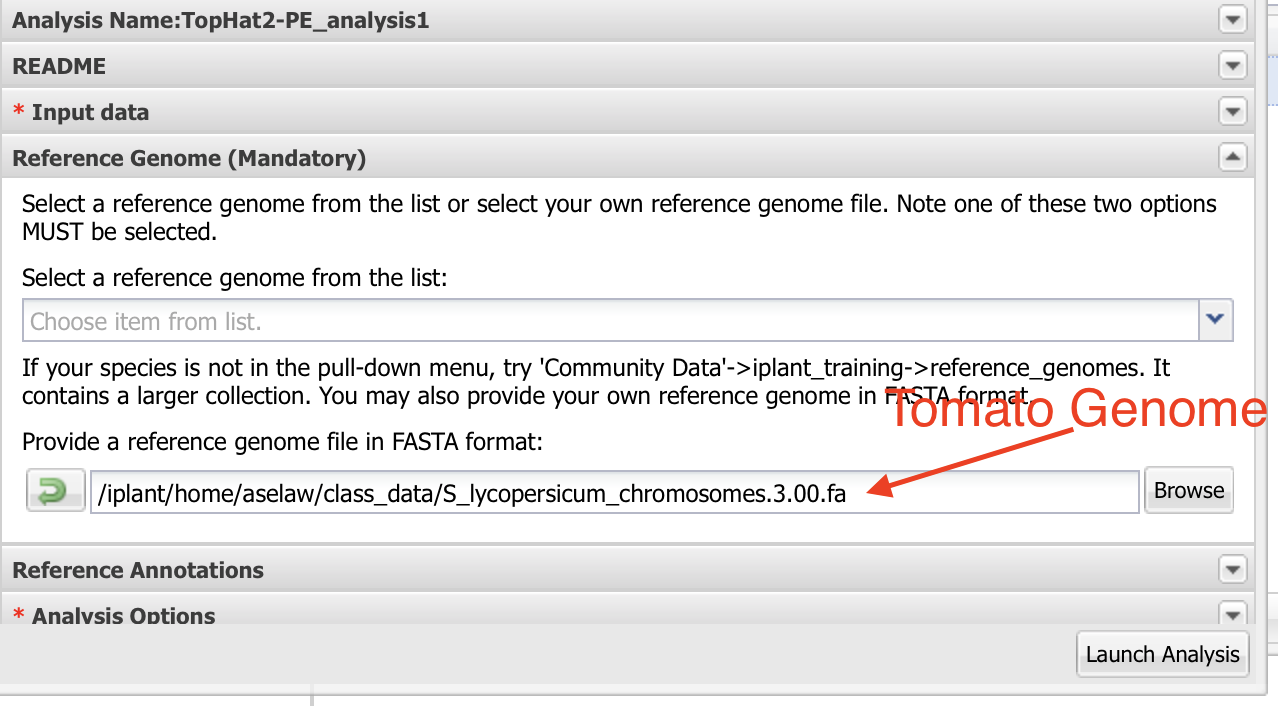 Analysis Name:TopHat2-PE_analysis1
README
* Input data
Reference Genome (Mandatory)
Select a reference genome from the list or select your own reference genome file. Note one of these two options
MUST be selected.
Select a reference genome from the list:
Choose item from list.
If your species is not in the pull-down menu, try 'Community Data'->iplant_training->reference_genomes. It
contains a larger collection. You may also provide your own reference genome in FASTA format.
Tomato Genome
Provide a reference genome file in FASTA format:
/iplant/home/aselaw/class_data/S_lycopersicum_chromosomes.3.00.fa
Browse
Reference Annotations
* Analysis Options
Launch Analysis